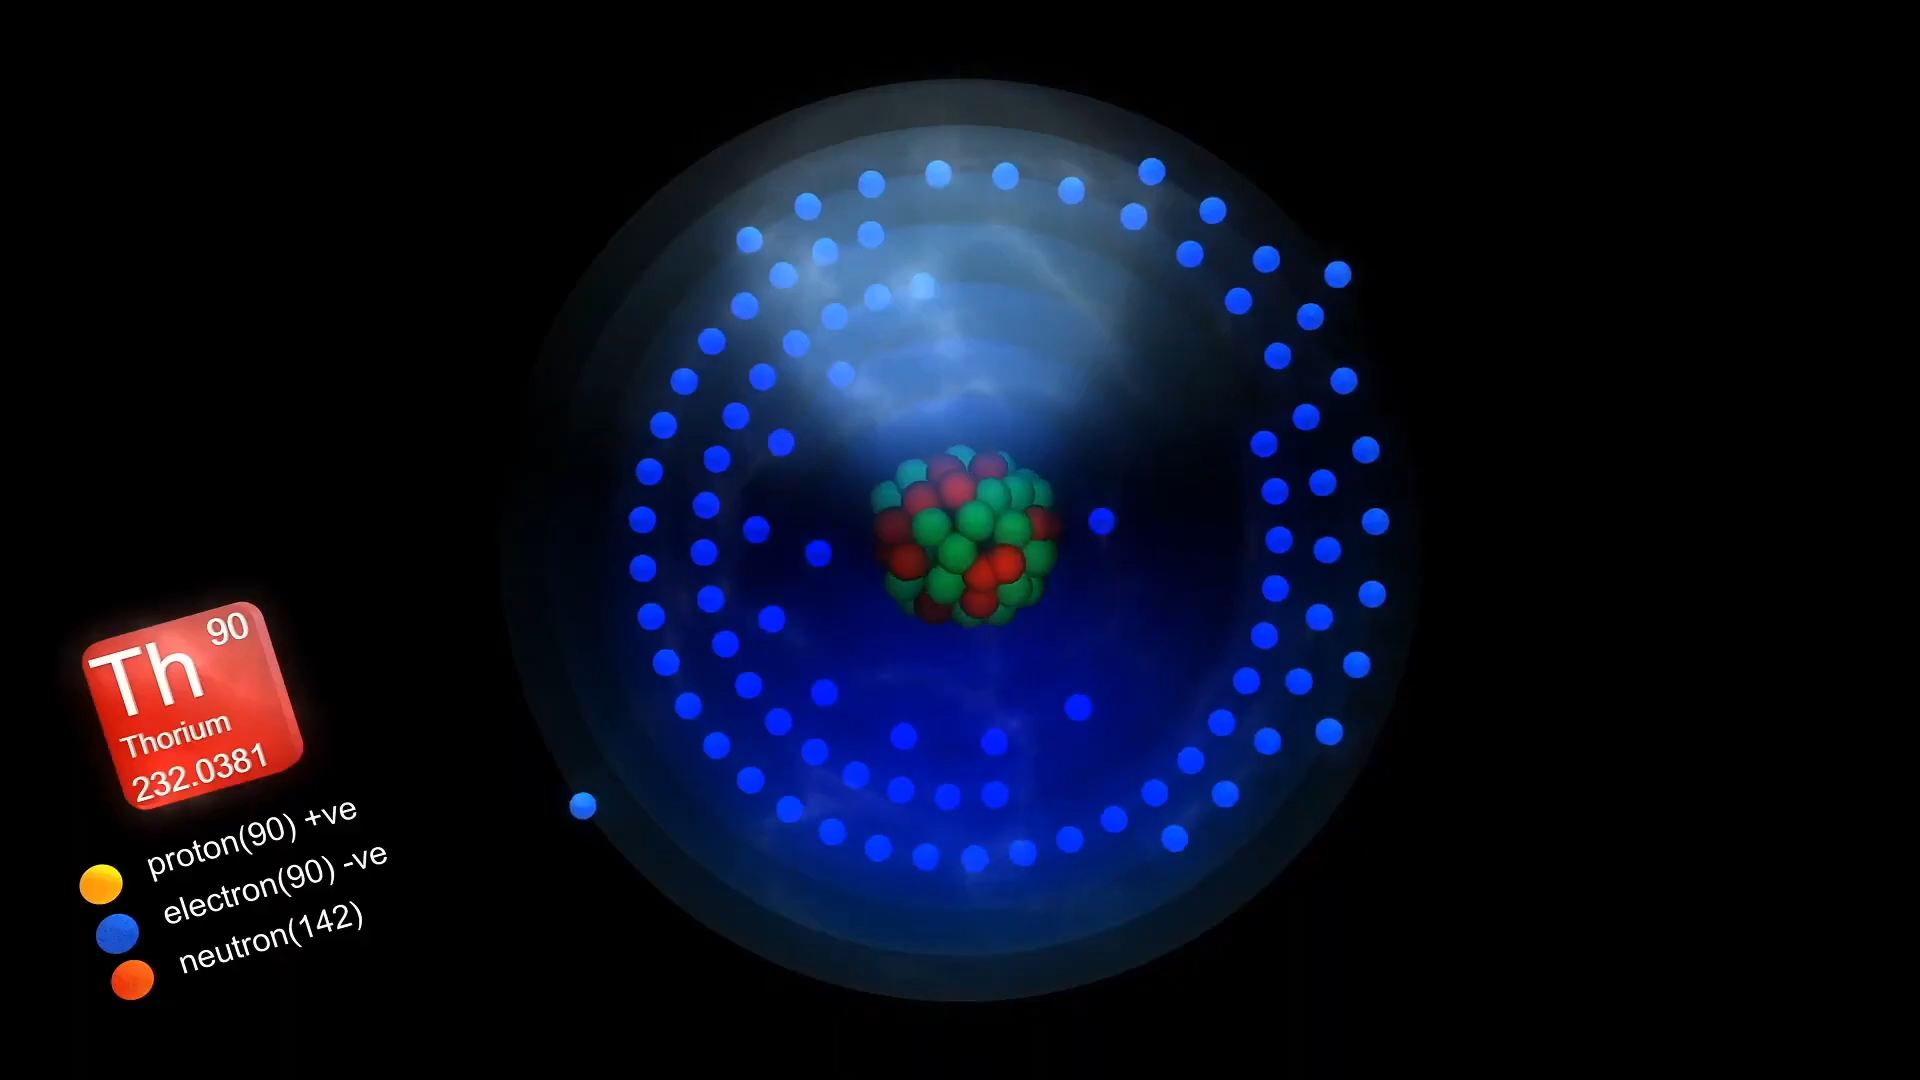 90
Th
Thorium
232.0381
proton(90) +ve
electron(90) -ve
neutron(142)